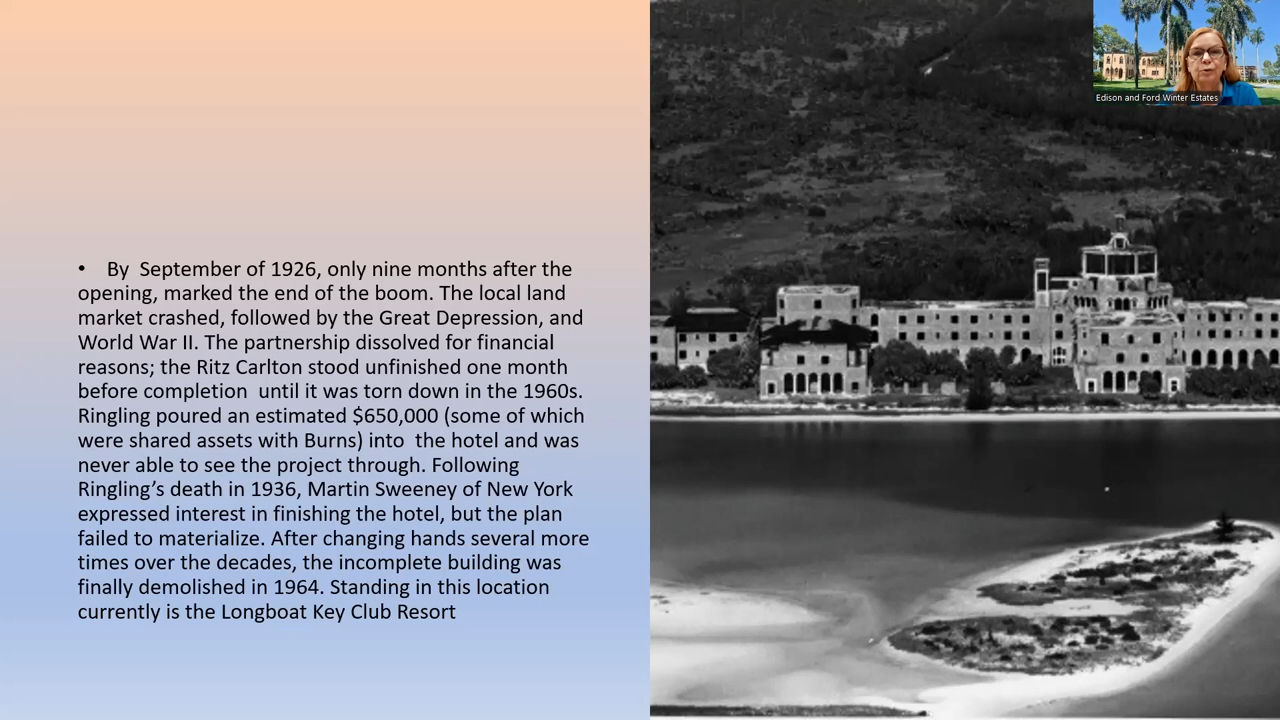 Edison and Ford Winter Estates
• By  September of 1926, only nine months after the
opening, marked the end of the boom. The local land
market crashed, followed by the Great Depression, and
World War II. The partnership dissolved for financial
reasons; the Ritz Carlton stood unfinished one month
before completion  until it was torn down in the 1960s.
Ringling poured an estimated $650,000 (some of which
were shared assets with Burns) into  the hotel and was
never able to see the project through. Following
Ringling’s death in 1936, Martin Sweeney of New York
expressed interest in finishing the hotel, but the plan
failed to materialize. After changing hands several more
times over the decades, the incomplete building was
finally demolished in 1964. Standing in this location
currently is the Longboat Key Club Resort